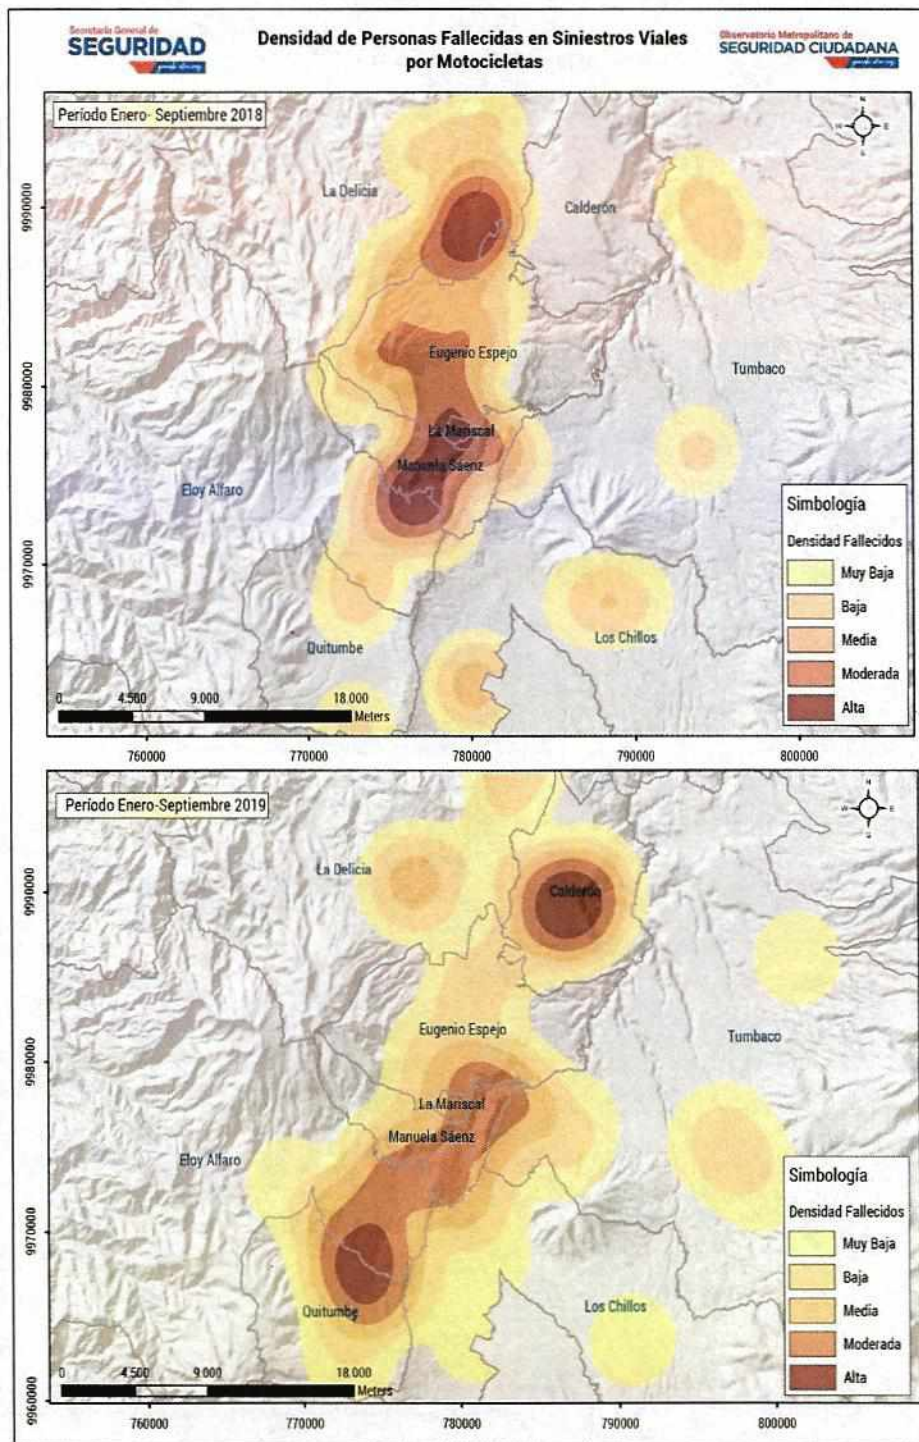 Secretaría General de
SEGURIDAD
Densidad de Personas Fallecidas en Siniestros Viales
por Motocicletas
Observatorio Metropolitano de
SEGURIDAD CIUDADANA
Período Enero- Septiembre 2018
N
E
S
La Delicia
Calderón
Eugenio Espejo
Tumbaco
La Mariscal
Manuela Sáenz
Eloy Alfaro
Quitumbe
Los Chillos
Simbología
Densidad Fallecidos
Muy Baja
Baja
Media
Moderada
Alta
0 4.500 9.000 18.000
Meters
9990000
9980000
9970000
760000 770000 780000 790000 800000
Período Enero-Septiembre 2019
N
W E
S
La Delicia
Calderón
Eugenio Espejo
Tumbaco
La Mariscal
Manuela Sáenz
Eloy Alfaro
Quitumbe
Los Chillos
Simbología
Densidad Fallecidos
Muy Baja
Baja
Media
Moderada
Alta
0 4.500 9.000 18.000
Meters
9990000
9980000
9970000
9960000
760000 770000 780000 790000 800000